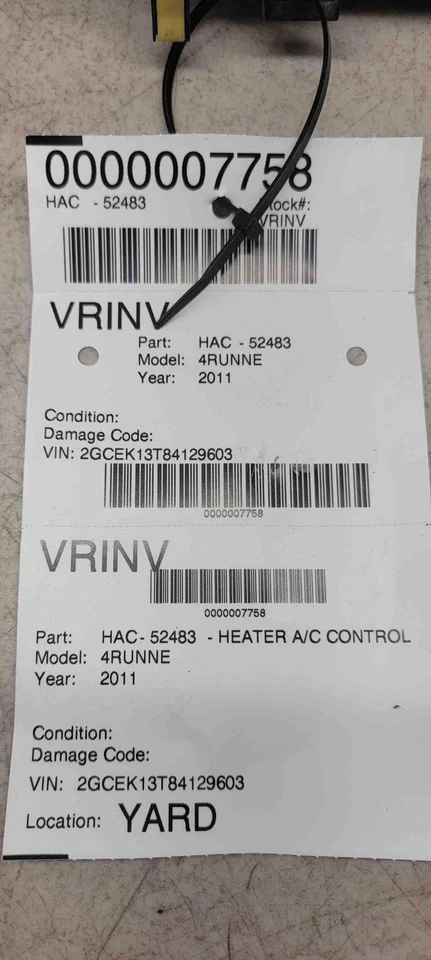 0000007758
HAC - 52483
VRINV
VRINV
Part: HAC - 52483
Model: 4RUNNE
Year: 2011
Condition:
Damage Code:
VIN: 2GCEK13T84129603
0000007758
VRINV
0000007758
Part: HAC - 52483 - HEATER A/C CONTROL
Model: 4RUNNE
Year: 2011
Condition:
Damage Code:
VIN: 2GCEK13T84129603
Location: YARD